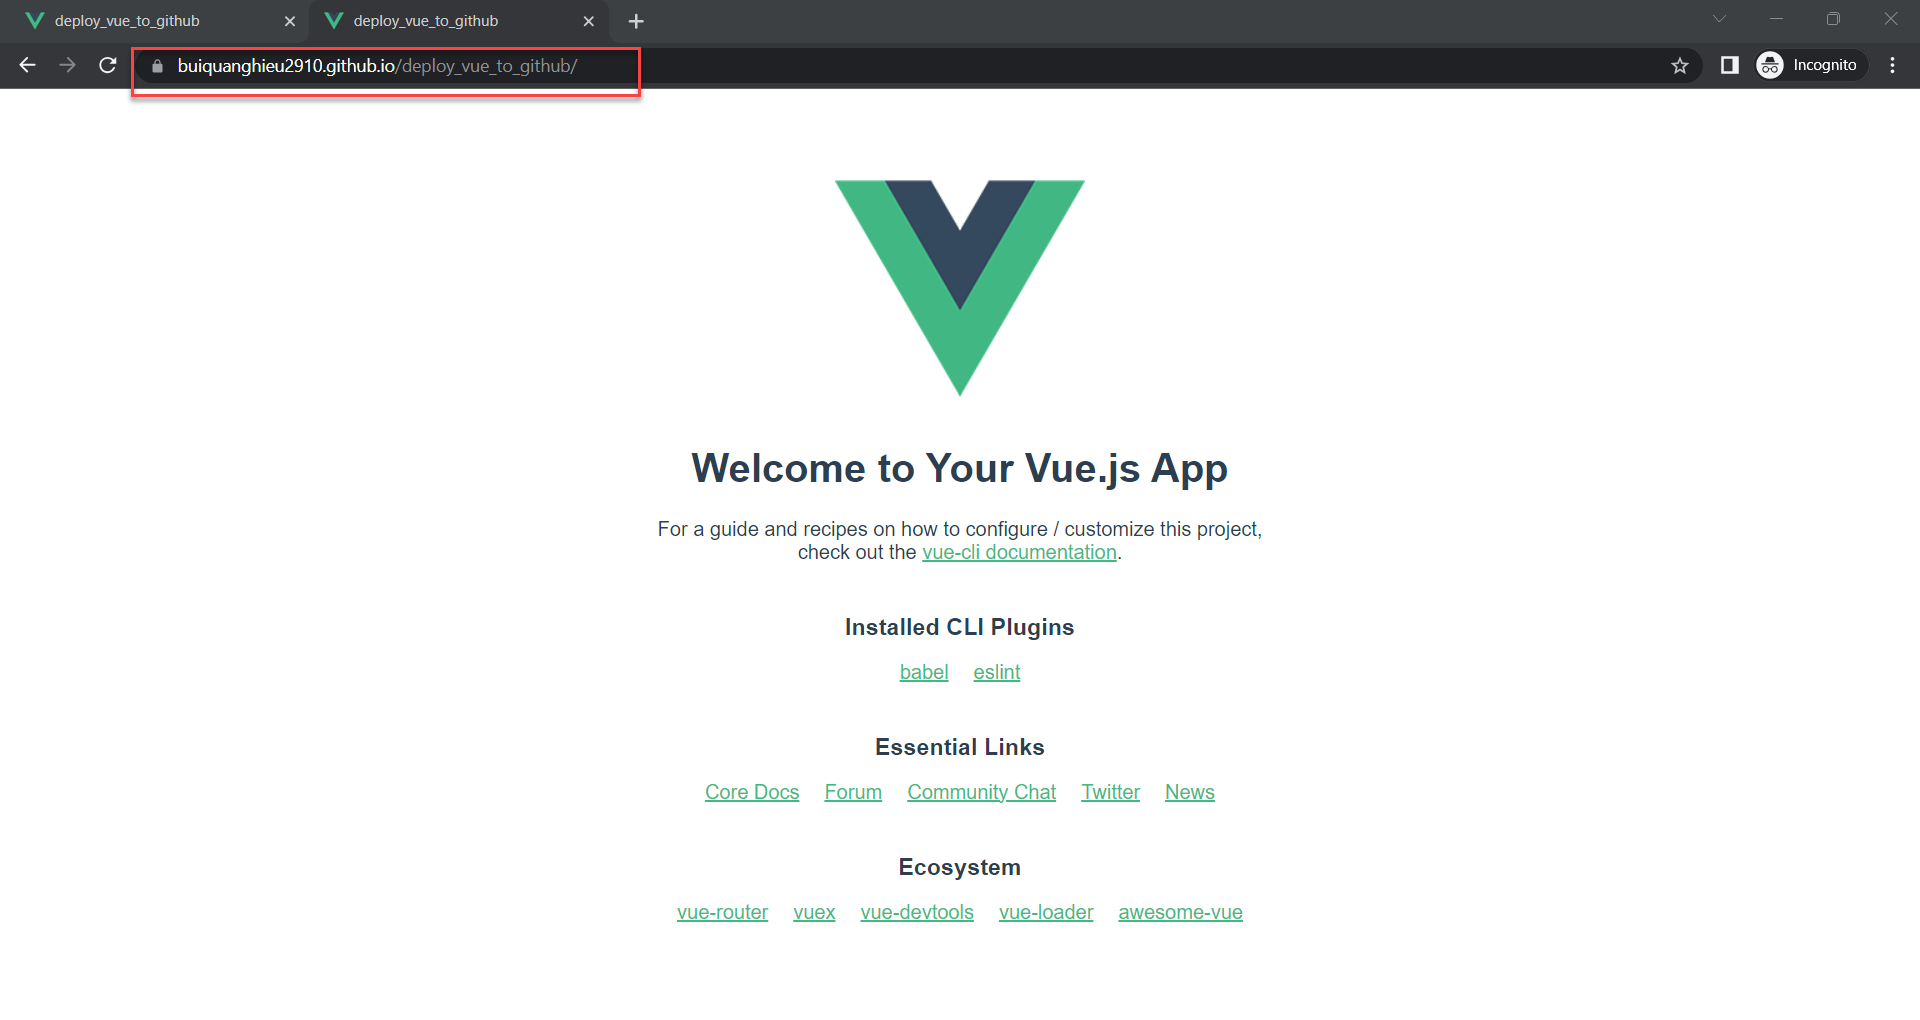 deploy_vue_to_github deploy_vue_to_github
buiquanghieu2910.github.io/deploy_vue_to_github/ Incognito
Welcome to Your Vue.js App
For a guide and recipes on how to configure / customize this project,
check out the vue-cli documentation.
Installed CLI Plugins
babel eslint
Essential Links
Core Docs Forum Community Chat Twitter News
Ecosystem
vue-router vuex vue-devtools vue-loader awesome-vue